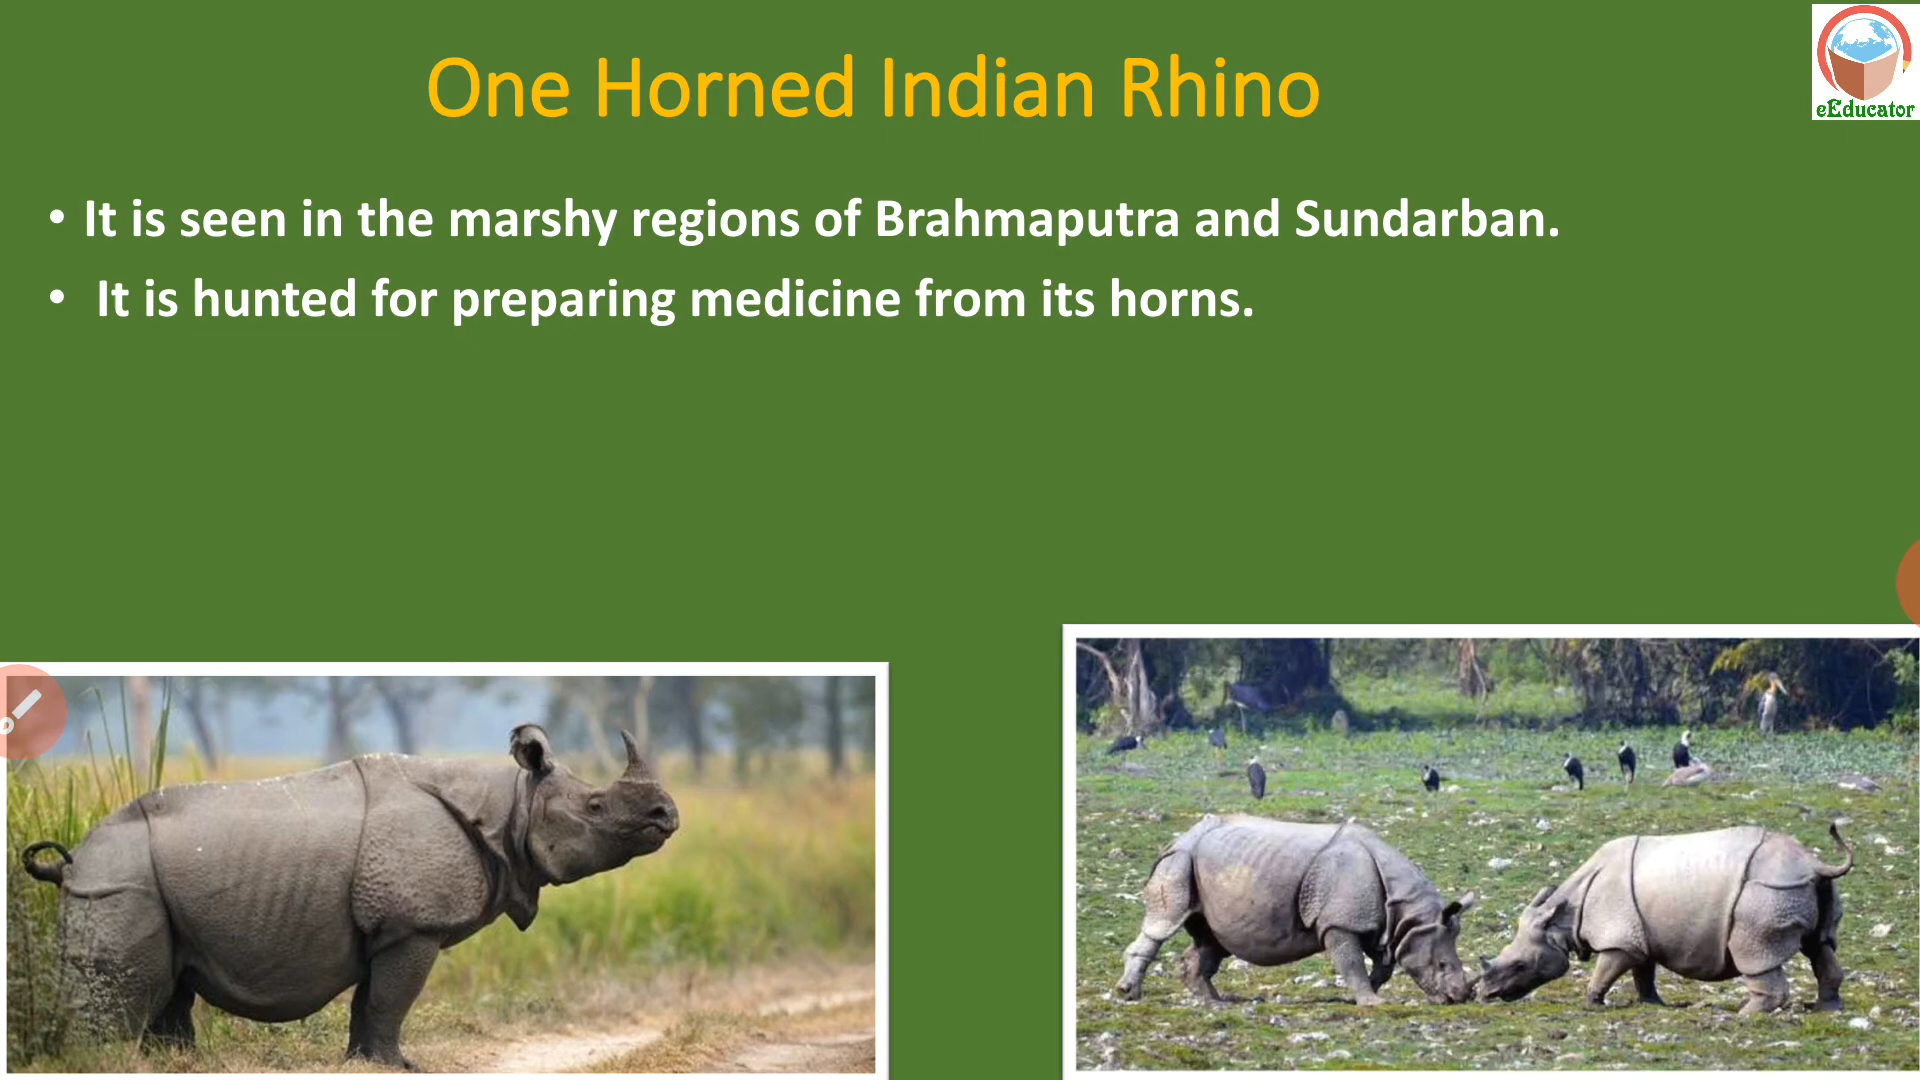 One Horned Indian Rhino
eEducator
• It is seen in the marshy regions of Brahmaputra and Sundarban.
• It is hunted for preparing medicine from its horns.